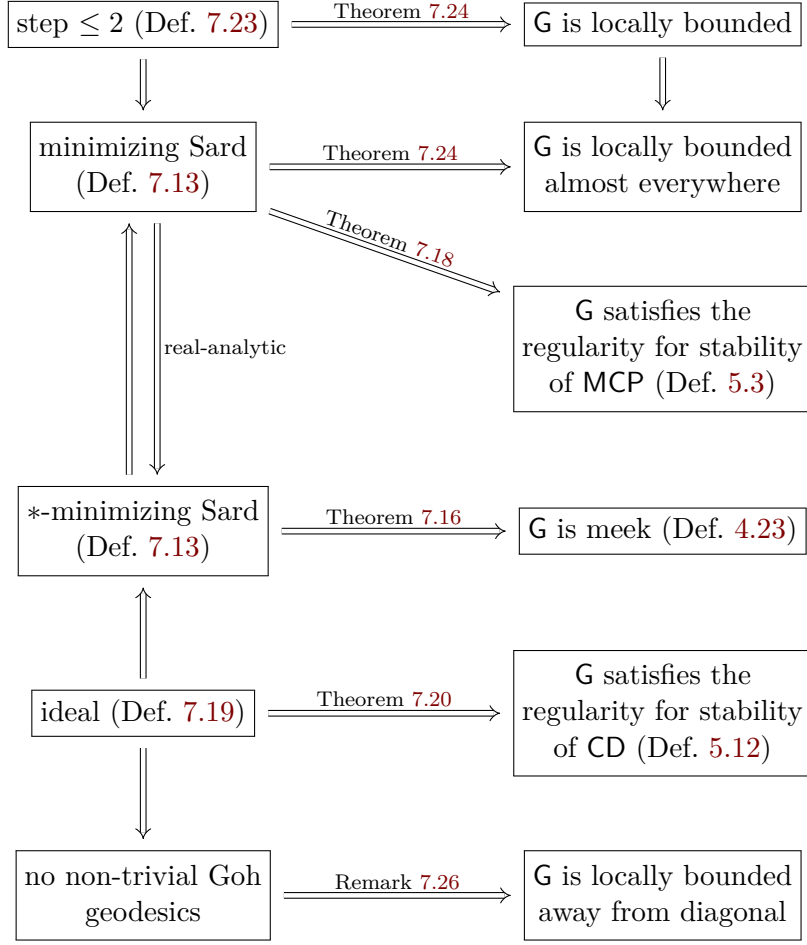 step ≤ 2 (Def. 7.23)
Theorem 7.24
G is locally bounded
minimizing Sard
(Def. 7.13)
Theorem 7.24
G is locally bounded
almost everywhere
Theorem 7.18
G satisfies the
regularity for stability
of MCP (Def. 5.3)
real-analytic
*-minimizing Sard
(Def. 7.13)
Theorem 7.16
G is meek (Def. 4.23)
ideal (Def. 7.19)
Theorem 7.20
G satisfies the
regularity for stability
of CD (Def. 5.12)
no non-trivial Goh
geodesics
Remark 7.26
G is locally bounded
away from diagonal